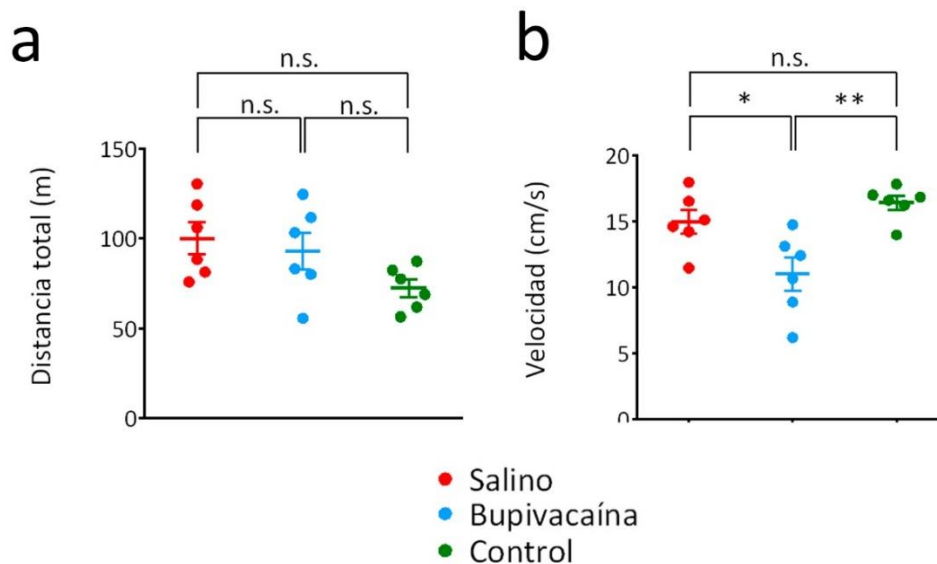 a
n.s.
n.s.
n.s.
Distancia total (m)
150
100
50
0
b
n.s.
*
**
Velocidad (cm/s)
20
15
10
5
0
Salino
Bupivacaína
Control